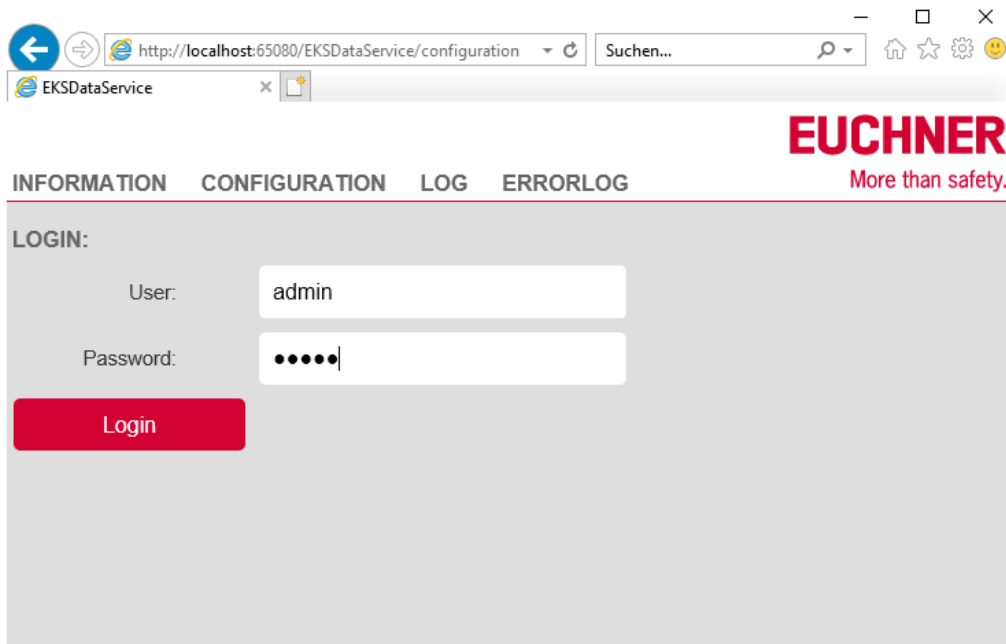 http://localhost:65080/EKSDataService/configuration Suchen...
EKSDataService
EUCHNER
More than safety.
INFORMATION CONFIGURATION LOG ERRORLOG
LOGIN:
User: admin
Password: •••••
Login